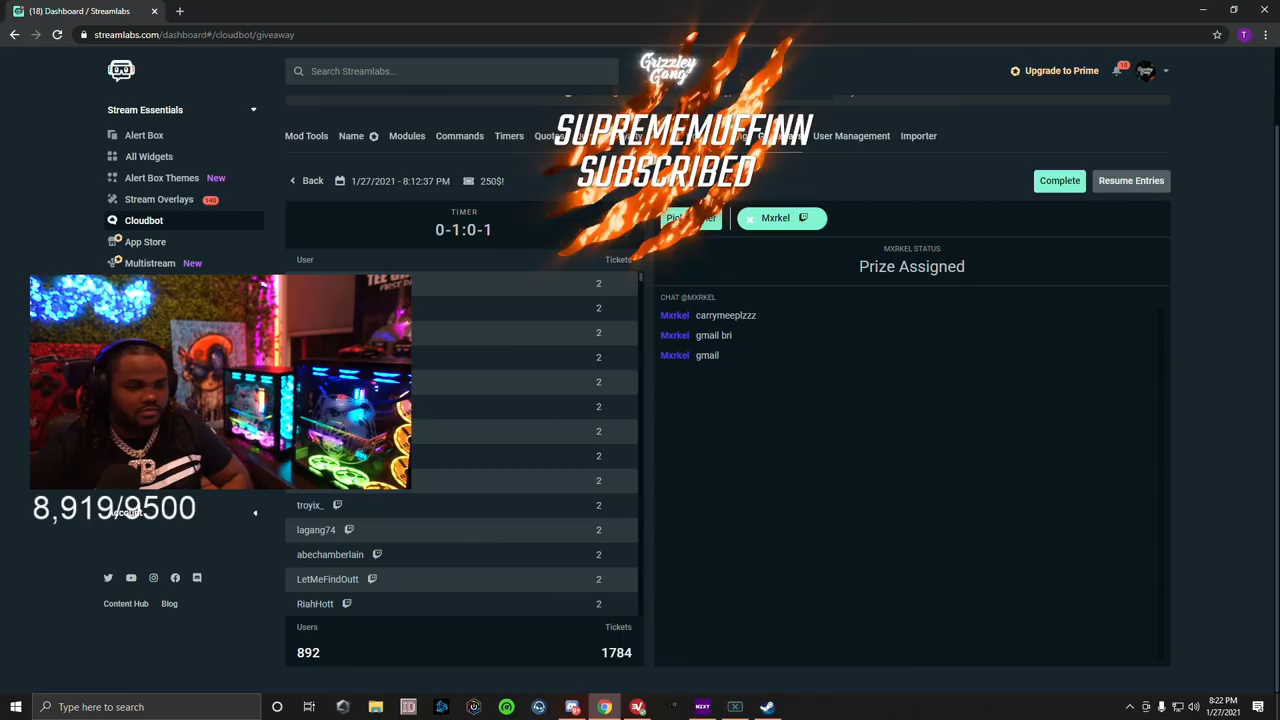 (18) Dashboard / Streamlabs
streamlabs.com/dashboard#/cloudbot/giveaway
T
Search Streamlabs...
Grizzley Gang
Upgrade to Prime
Stream Essentials
Alert Box
All Widgets
Alert Box Themes New
Stream Overlays 140
Cloudbot
App Store
Multistream New
Mod Tools Name Modules Commands Timers Quotes User Management Importer
SUPREMEMUFFINN
SUBSCRIBED
Back 1/27/2021 - 8:12:37 PM 250$!
Complete Resume Entries
TIMER
0-1:0-1
User Tickets
2
2
2
2
2
2
2
2
2
troyix_ 2
lagang74 2
abechamberlain 2
LetMeFindOutt 2
RiahHott 2
Users Tickets
892 1784
Mxrkel
MXRKEL STATUS
Prize Assigned
CHAT @MXRKEL
Mxrkel carrymeeplzzz
Mxrkel gmail bri
Mxrkel gmail
8,919/9500
Account
Content Hub Blog
Type here to search
N2XT
8:22 PM
1/27/2021